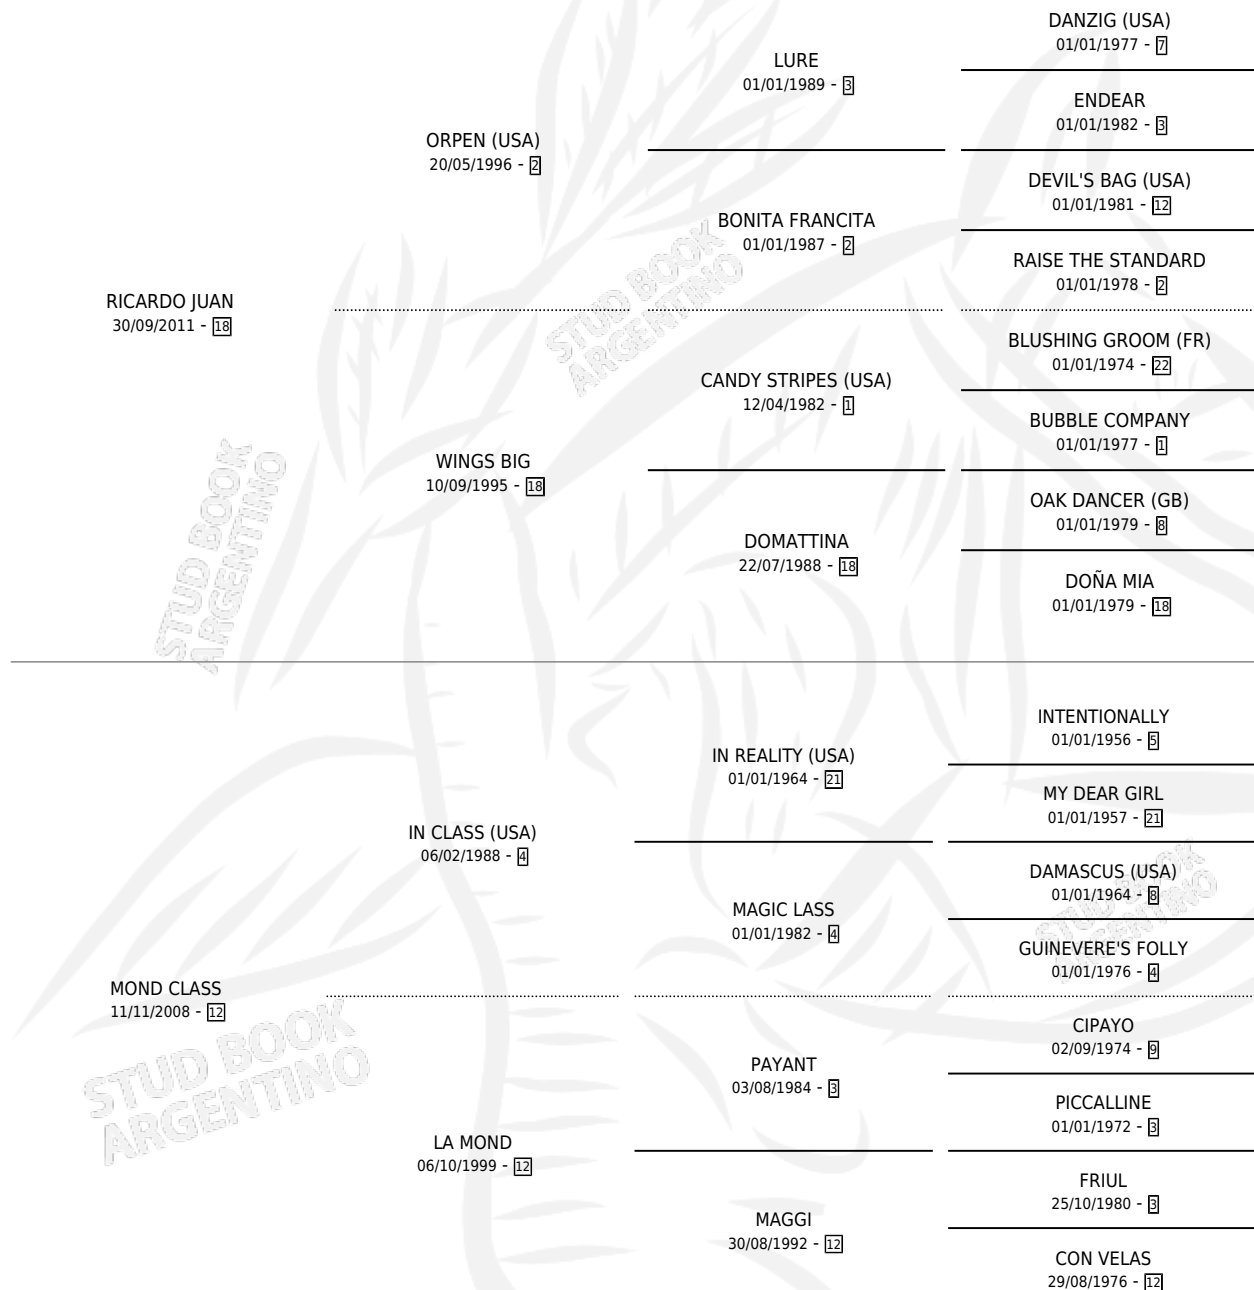 DANZIG (USA)
01/01/1977 - 7
LURE
01/01/1989 - 3
ENDEAR
01/01/1982 - 3
ORPEN (USA)
20/05/1996 - 2
DEVIL'S BAG (USA)
01/01/1981 - 12
BONITA FRANCITA
01/01/1987 - 2
RAISE THE STANDARD
01/01/1978 - 2
RICARDO JUAN
30/09/2011 - 18
BLUSHING GROOM (FR)
01/01/1974 - 22
CANDY STRIPES (USA)
12/04/1982 - 1
BUBBLE COMPANY
01/01/1977 - 1
WINGS BIG
10/09/1995 - 18
OAK DANCER (GB)
01/01/1979 - 8
DOMATTINA
22/07/1988 - 18
DOÑA MIA
01/01/1979 - 18
INTENTIONALLY
01/01/1956 - 5
IN REALITY (USA)
01/01/1964 - 21
MY DEAR GIRL
01/01/1957 - 21
IN CLASS (USA)
06/02/1988 - 4
DAMASCUS (USA)
01/01/1964 - 8
MAGIC LASS
01/01/1982 - 4
GUINEVERE'S FOLLY
01/01/1976 - 4
MOND CLASS
11/11/2008 - 12
CIPAYO
02/09/1974 - 9
PAYANT
03/08/1984 - 3
PICCALLINE
01/01/1972 - 3
LA MOND
06/10/1999 - 12
FRIUL
25/10/1980 - 3
MAGGI
30/08/1992 - 12
CON VELAS
29/08/1976 - 12
STUD BOOK
ARGENTINO
STUD BOOK
ARGENTINO
STUD BOOK
ARGENTINO
STUD BOOK
ARGENTINO